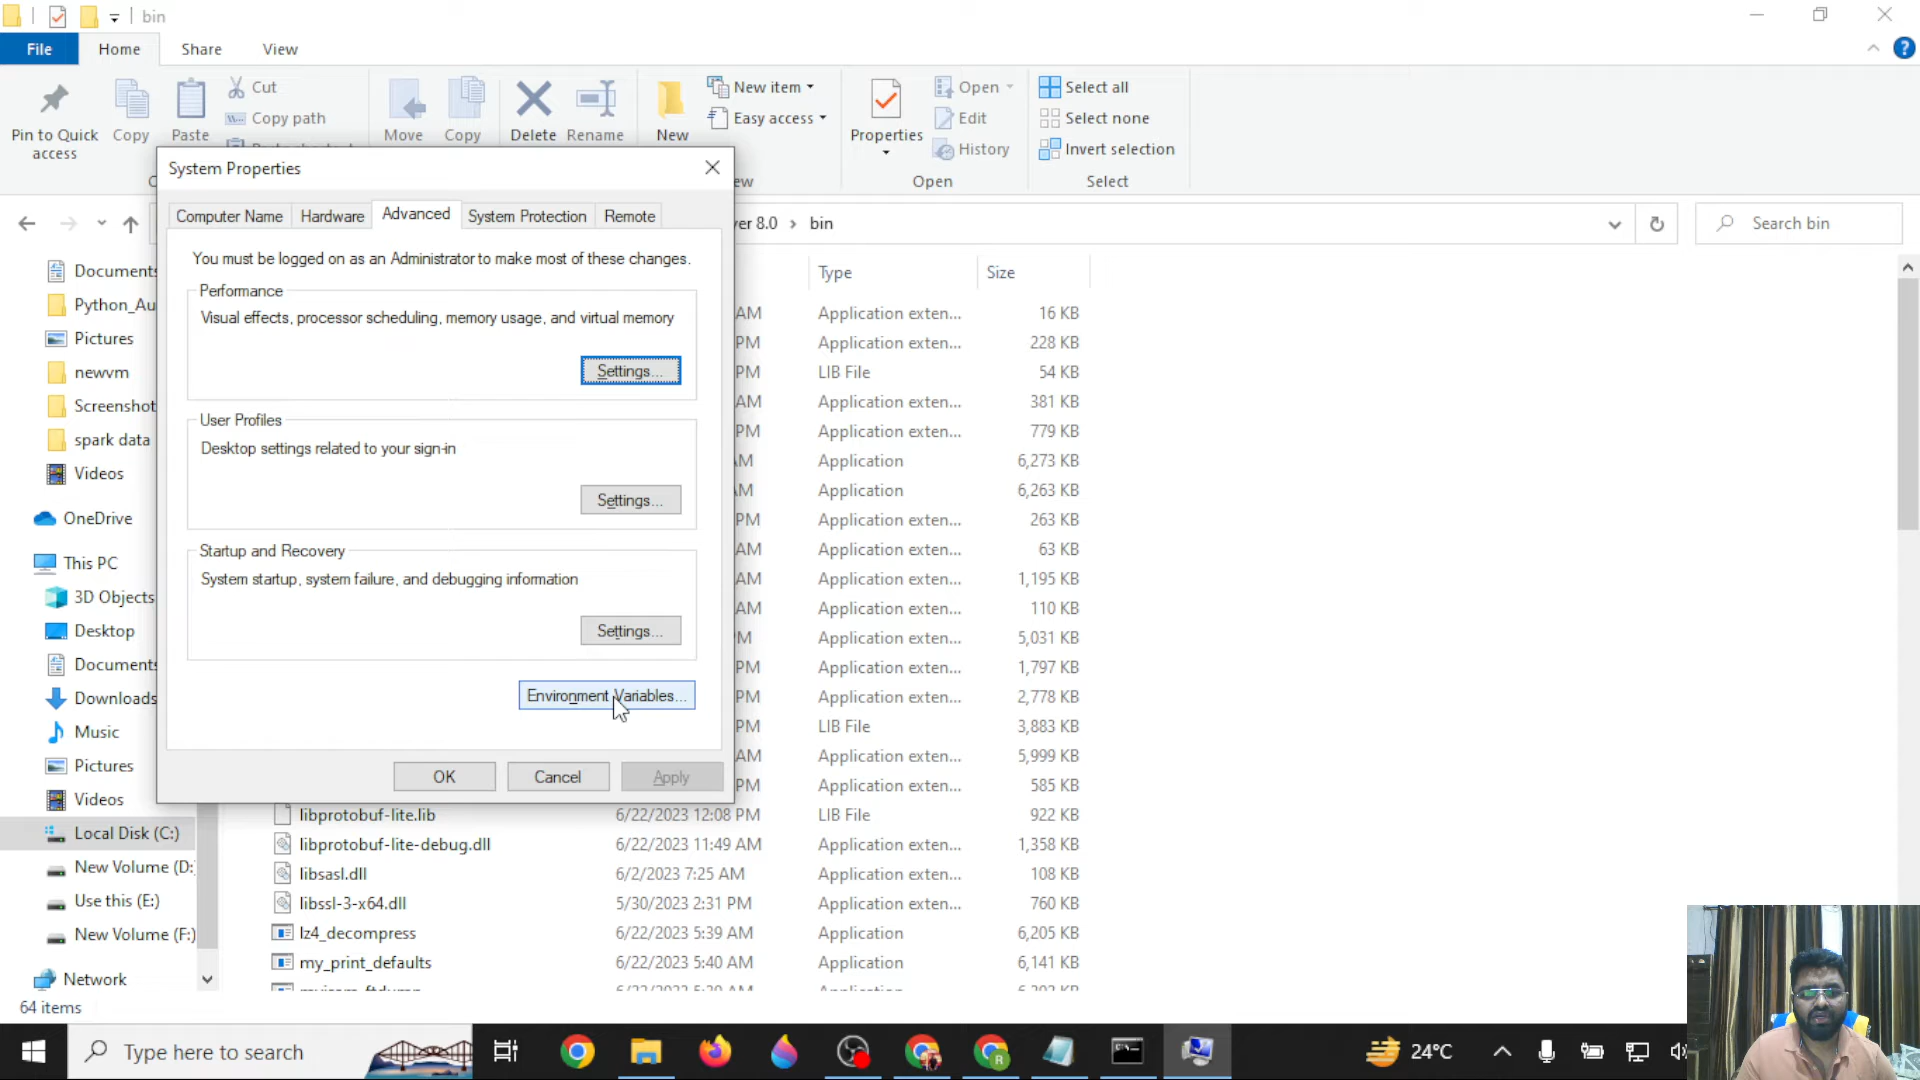 bin
File Home Share View
Pin to Quick access
Copy
Paste
Cut
Copy path
Move
Copy
Delete
Rename
New
New item
Easy access
Properties
Open
Edit
History
Select all
Select none
Invert selection
ew
Open
Select
ver 8.0 › bin
Search bin
System Properties
Computer Name Hardware Advanced System Protection Remote
You must be logged on as an Administrator to make most of these changes.
Performance
Visual effects, processor scheduling, memory usage, and virtual memory
Settings...
User Profiles
Desktop settings related to your sign-in
Settings...
Startup and Recovery
System startup, system failure, and debugging information
Settings...
Environment Variables...
OK Cancel Apply
Documents
Python_Au
Pictures
newvm
Screenshot
spark data
Videos
OneDrive
This PC
3D Objects
Desktop
Documents
Downloads
Music
Pictures
Videos
Local Disk (C:)
New Volume (D:
Use this (E:)
New Volume (F:)
Network
Type Size
AM Application exten... 16 KB
PM Application exten... 228 KB
PM LIB File 54 KB
AM Application exten... 381 KB
PM Application exten... 779 KB
AM Application 6,273 KB
AM Application 6,263 KB
PM Application exten... 263 KB
AM Application exten... 63 KB
AM Application exten... 1,195 KB
AM Application exten... 110 KB
PM Application exten... 5,031 KB
PM Application exten... 1,797 KB
PM Application exten... 2,778 KB
PM LIB File 3,883 KB
AM Application exten... 5,999 KB
PM Application exten... 585 KB
libprotobuf-lite.lib 6/22/2023 12:08 PM LIB File 922 KB
libprotobuf-lite-debug.dll 6/22/2023 11:49 AM Application exten... 1,358 KB
libsasl.dll 6/2/2023 7:25 AM Application exten... 108 KB
libssl-3-x64.dll 5/30/2023 2:31 PM Application exten... 760 KB
lz4_decompress 6/22/2023 5:39 AM Application 6,205 KB
my_print_defaults 6/22/2023 5:40 AM Application 6,141 KB
64 items
Type here to search
24°C